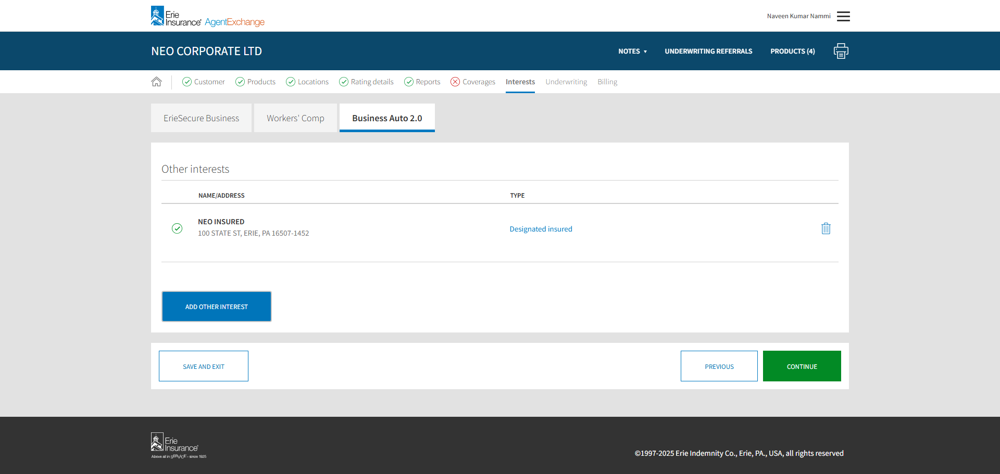 Erie
Insurance® AgentExchange
Naveen Kumar Nammi
NEO CORPORATE LTD
NOTES ▼
UNDERWRITING REFERRALS
PRODUCTS (4)
Customer
Products
Locations
Rating details
Reports
Coverages
Interests
Underwriting
Billing
ErieSecure Business
Workers' Comp
Business Auto 2.0
Other interests
NAME/ADDRESS
TYPE
NEO INSURED
100 STATE ST, ERIE, PA 16507-1452
Designated insured
ADD OTHER INTEREST
SAVE AND EXIT
PREVIOUS
CONTINUE
Erie
Insurance®
Above all in SERVICE® – since 1925
©1997-2025 Erie Indemnity Co., Erie, PA., USA, all rights reserved